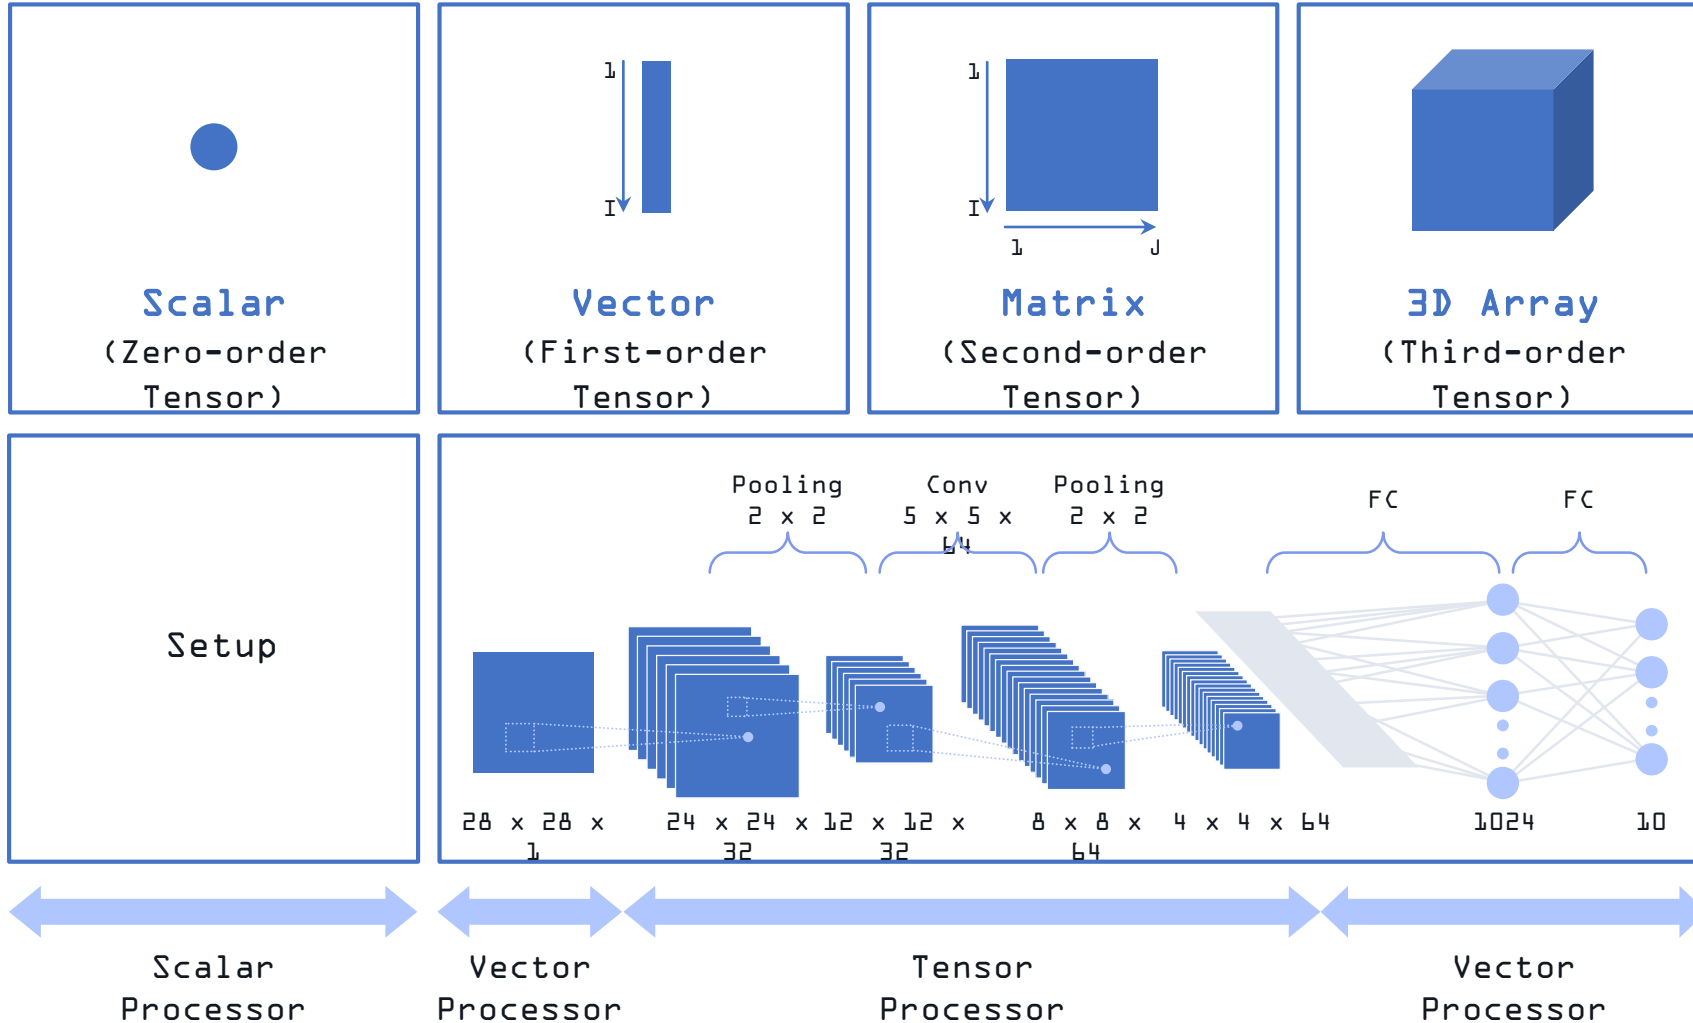 1
I
1
I
1 J
Scalar
(Zero-order
Tensor)
Vector
(First-order
Tensor)
Matrix
(Second-order
Tensor)
3D Array
(Third-order
Tensor)
Setup
Pooling
2 x 2
Conv
5 x 5 x
64
Pooling
2 x 2
FC
FC
28 x 28 x
1
24 x 24 x
32
12 x 12 x
32
8 x 8 x
64
4 x 4 x 64
1024
10
Scalar
Processor
Vector
Processor
Tensor
Processor
Vector
Processor